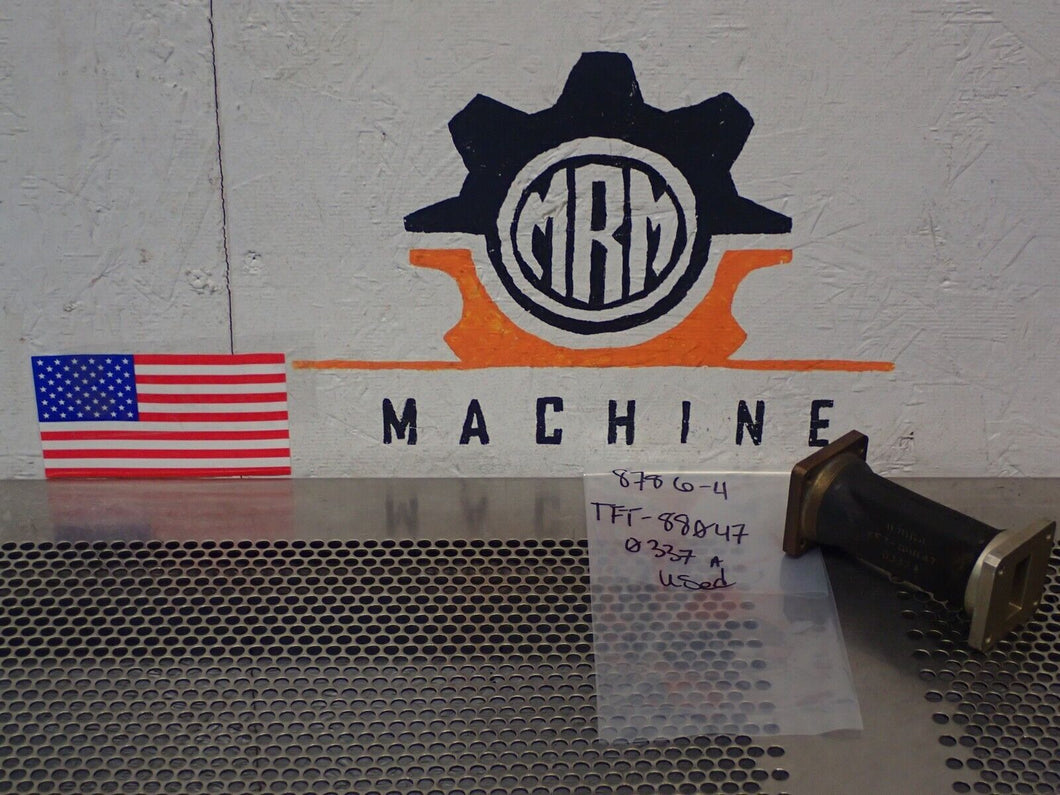 MRM
MACHINE
8786-4
TFT-88047
0337 A
used